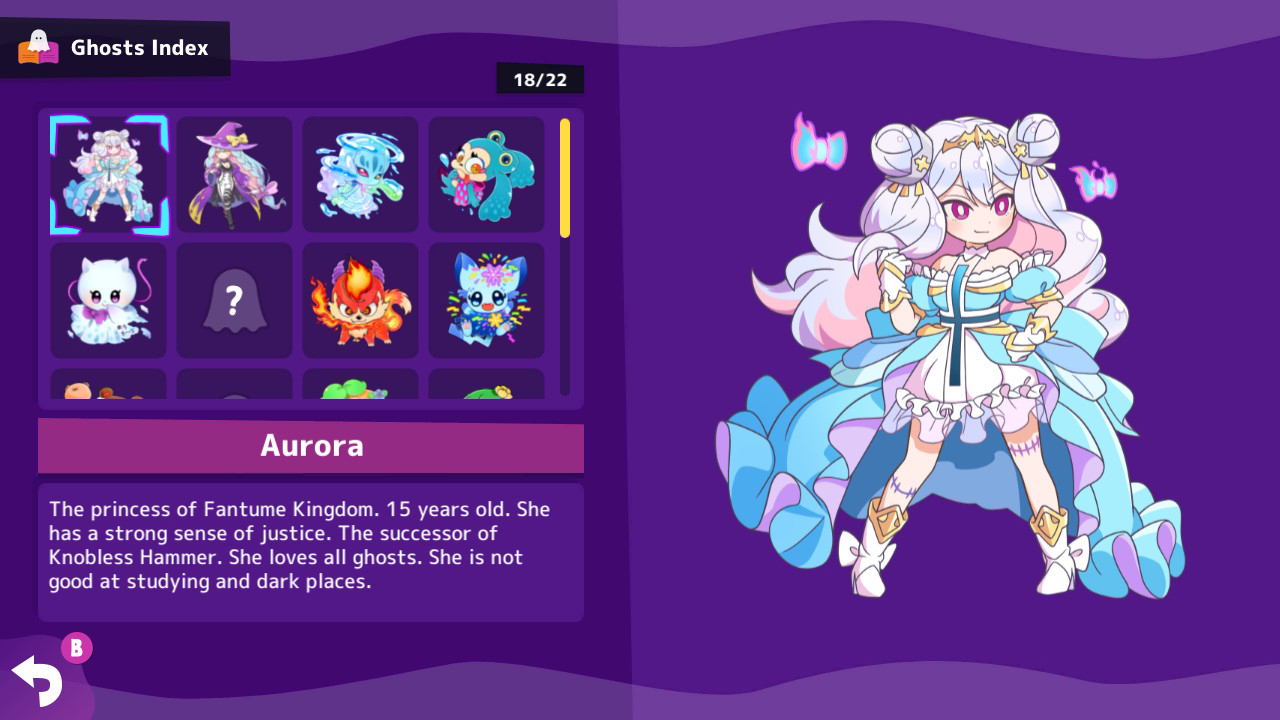 Ghosts Index
18/22
?
Aurora
The princess of Fantume Kingdom. 15 years old. She
has a strong sense of justice. The successor of
Knobless Hammer. She loves all ghosts. She is not
good at studying and dark places.
B